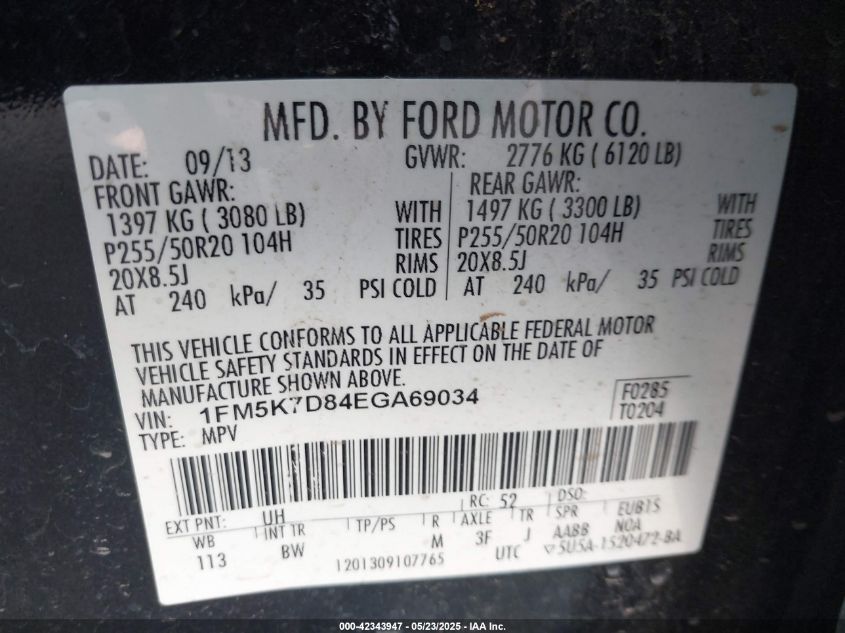 MFD. BY FORD MOTOR CO.
DATE: 09/13 GVWR: 2776 KG ( 6120 LB)
FRONT GAWR: REAR GAWR:
1397 KG ( 3080 LB) WITH 1497 KG ( 3300 LB) WITH
P255/50R20 104H TIRES P255/50R20 104H TIRES
20X8.5J RIMS 20X8.5J RIMS
AT 240 kPa/ 35 PSI COLD AT 240 kPa/ 35 PSI COLD
THIS VEHICLE CONFORMS TO ALL APPLICABLE FEDERAL MOTOR
VEHICLE SAFETY STANDARDS IN EFFECT ON THE DATE OF
MANUFACTURE SHOWN ABOVE.
VIN: 1FM5K7D84EGA69034 F0285
TYPE: MPV T0204
EXT PNT: UH RC: 52 DSO:
WB INT TR TP/PS R AXLE TR SPR EUB1S
113 BW M 3F J AABB NOA
1201309107765 UTC 5U5A-1520472-BA
000-42343947 - 05/23/2025 - IAA Inc.